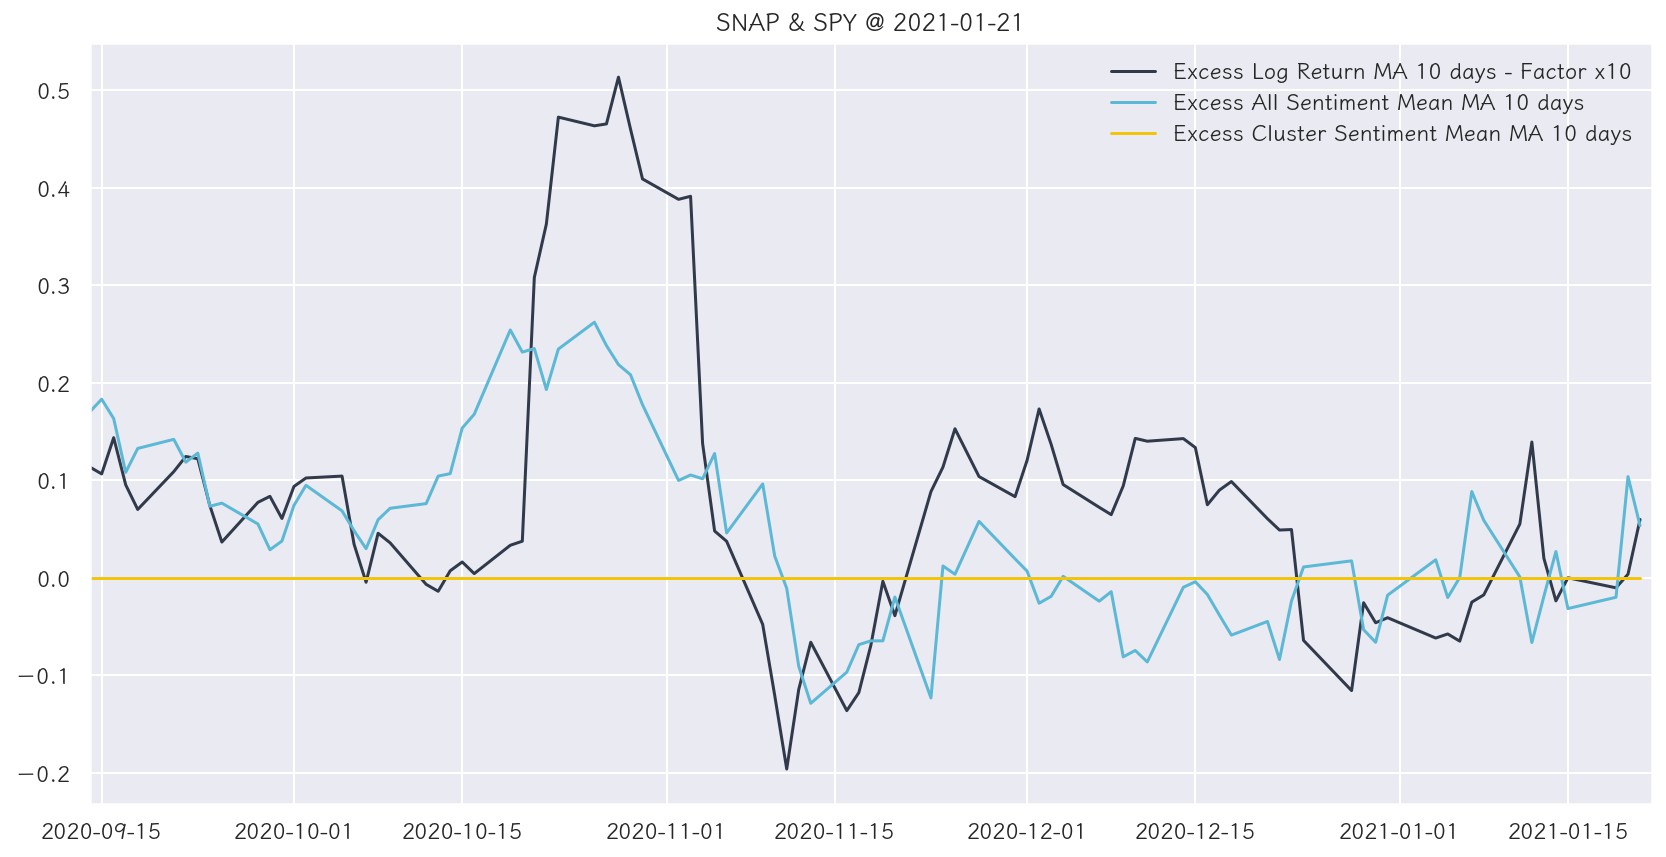 SNAP & SPY @ 2021-01-21
Excess Log Return MA 10 days - Factor x10
Excess All Sentiment Mean MA 10 days
Excess Cluster Sentiment Mean MA 10 days
0.5
0.4
0.3
0.2
0.1
0.0
−0.1
−0.2
2020-09-15 2020-10-01 2020-10-15 2020-11-01 2020-11-15 2020-12-01 2020-12-15 2021-01-01 2021-01-15